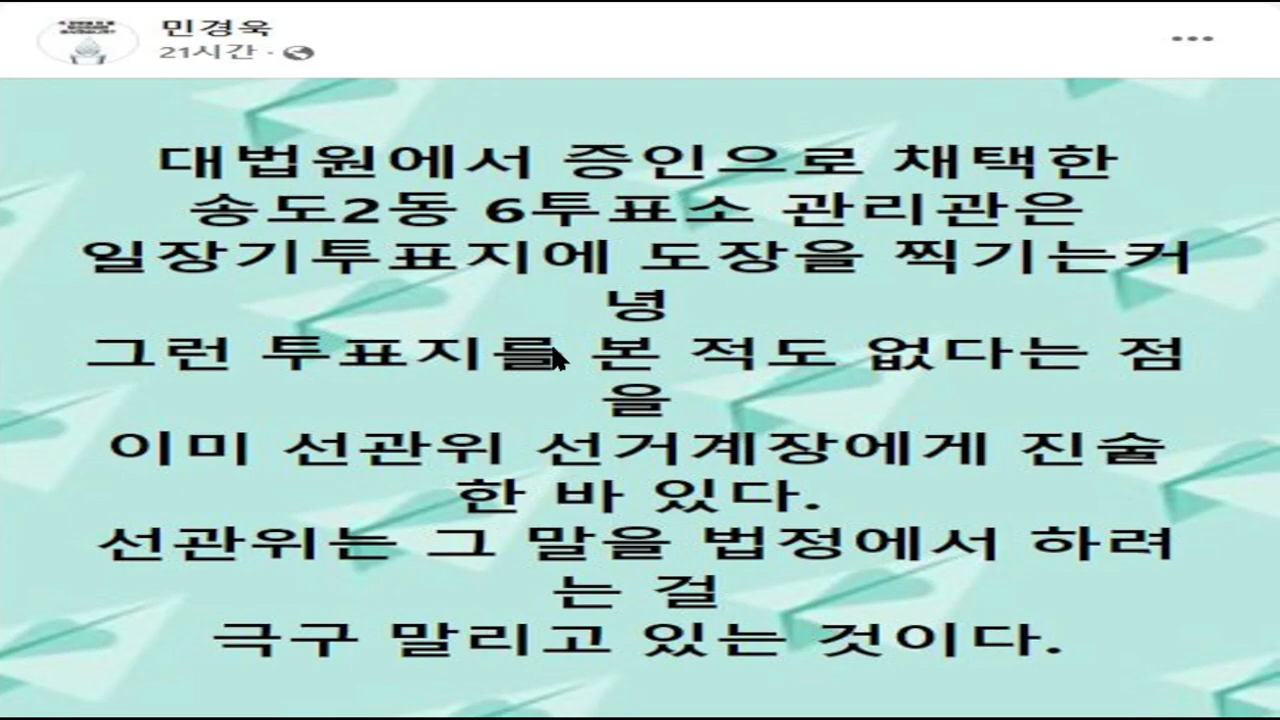 민경욱
21시간 ·
대법원에서 증인으로 채택한
송도2동 6투표소 관리관은
일장기투표지에 도장을 찍기는커
녕
그런 투표지를 본 적도 없다는 점
을
이미 선관위 선거계장에게 진술
한 바 있다.
선관위는 그 말을 법정에서 하려
는 걸
극구 말리고 있는 것이다.